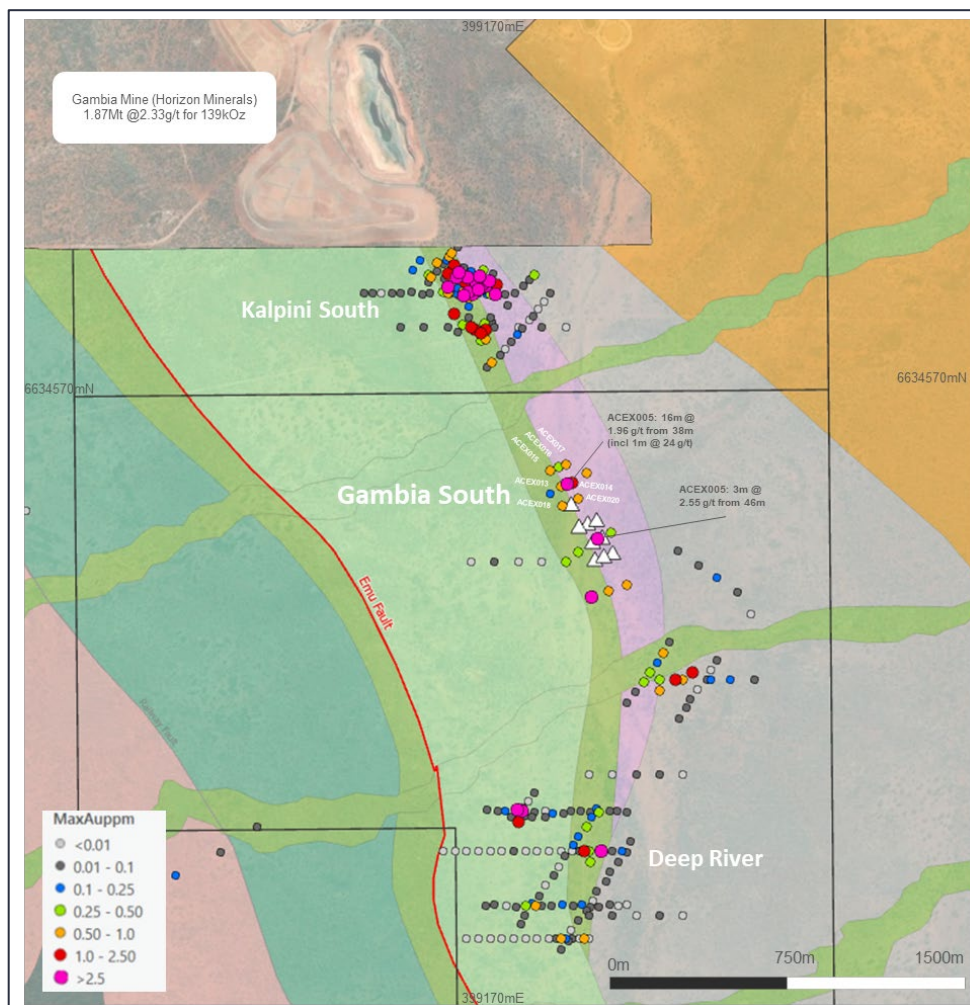 399170mE
Gambia Mine (Horizon Minerals)
1.87Mt @2.33g/t for 139kOz
Kalpini South
6634570mN
6634570mN
ACEX005: 16m @
1.96 g/t from 38m
(incl 1m @ 24 g/t)
ACEX017
ACEX016
ACEX015
ACEX013
ACEX014
Gambia South
ACEX020
ACEX018
ACEX005: 3m @
2.55 g/t from 46m
Emu Fault
MaxAuppm
<0.01
0.01 - 0.1
0.1 - 0.25
0.25 - 0.50
0.50 - 1.0
1.0 - 2.50
>2.5
Deep River
0m
750m
1500m
399170mE